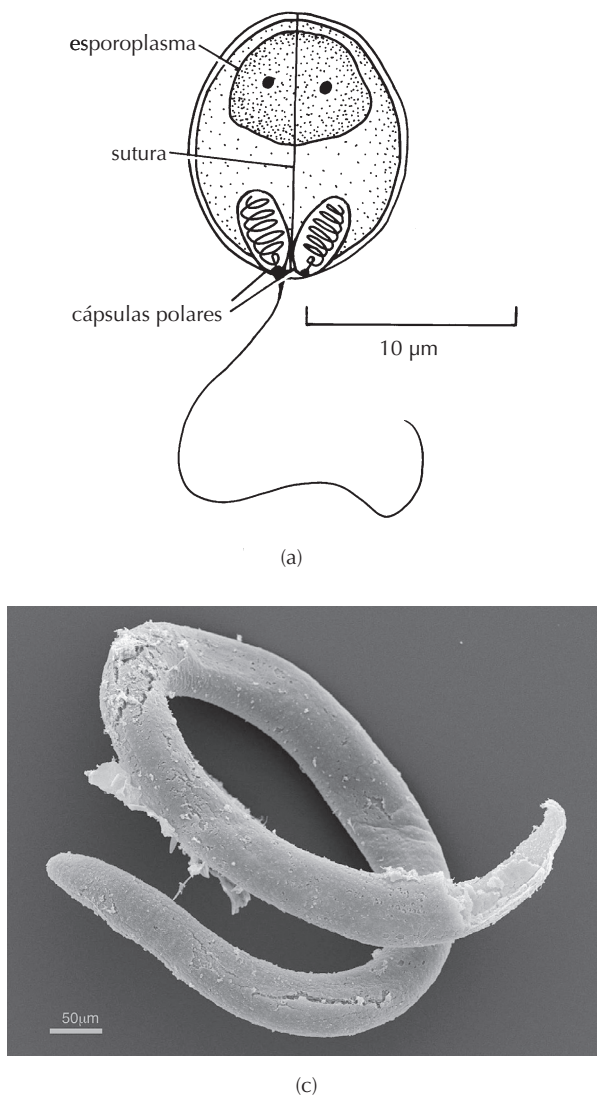 esporoplasma
sutura
cápsulas polares
10 µm
(a)
50µm
(c)